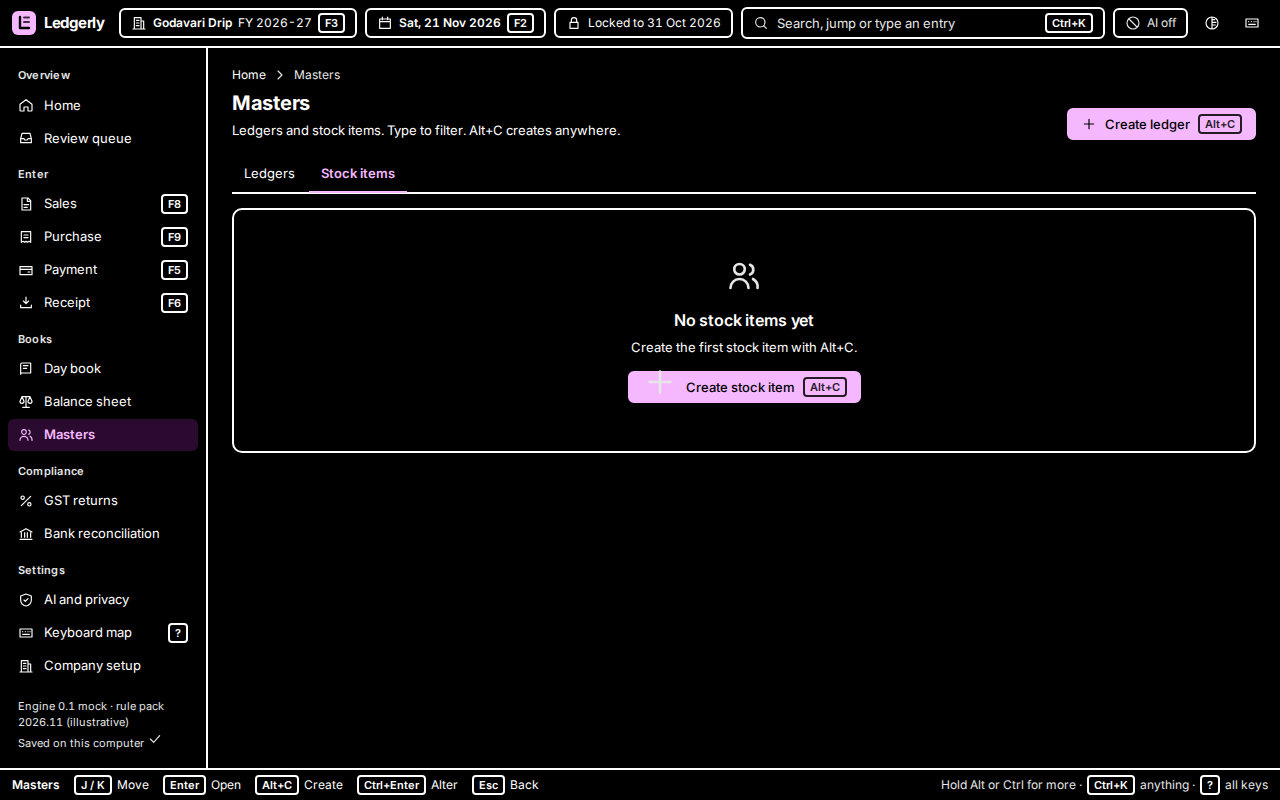 Ledgerly
Godavari Drip FY 2026-27 F3
Sat, 21 Nov 2026 F2
Locked to 31 Oct 2026
Search, jump or type an entry Ctrl+K
AI off
Overview
Home
Review queue
Enter
Sales F8
Purchase F9
Payment F5
Receipt F6
Books
Day book
Balance sheet
Masters
Compliance
GST returns
Bank reconciliation
Settings
AI and privacy
Keyboard map ?
Company setup
Engine 0.1 mock · rule pack
2026.11 (illustrative)
Saved on this computer
Home Masters
Masters
Ledgers and stock items. Type to filter. Alt+C creates anywhere.
Create ledger Alt+C
Ledgers Stock items
No stock items yet
Create the first stock item with Alt+C.
Create stock item Alt+C
Masters J / K Move Enter Open Alt+C Create Ctrl+Enter Alter Esc Back
Hold Alt or Ctrl for more · Ctrl+K anything · ? all keys